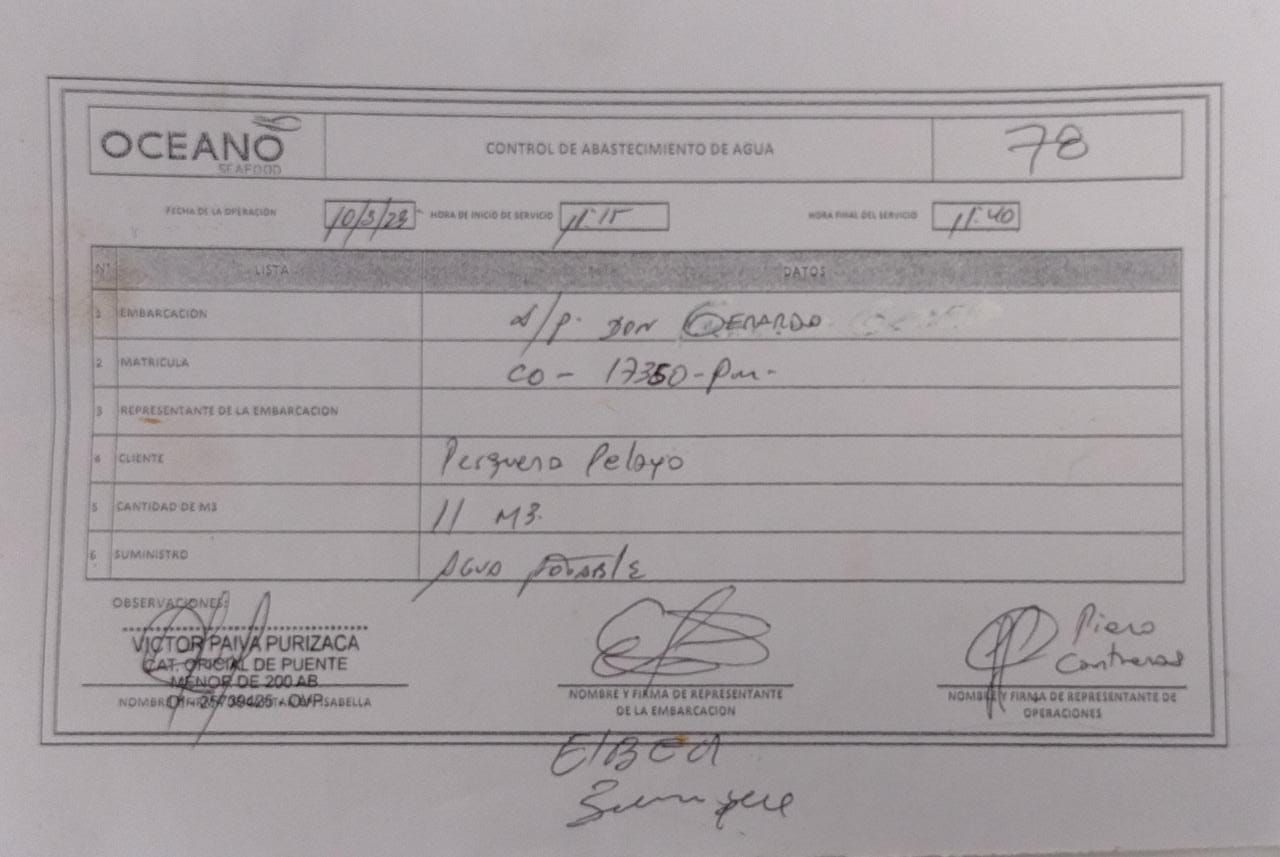 OCEANO
SEAFOOD
CONTROL DE ABASTECIMIENTO DE AGUA
78
FECHA DE LA OPERACIÓN 10/3/23 HORA DE INICIO DE SERVICIO 11:15 HORA FINAL DEL SERVICIO 11:40
N° LISTA DATOS
1 EMBARCACION A/P. DON GERARDO
2 MATRICULA CO - 17350-PM-
3 REPRESENTANTE DE LA EMBARCACION
4 CLIENTE Pesquera Pelayo
5 CANTIDAD DE M3 11 M3.
6 SUMINISTRO AGUA POTABLE
OBSERVACIONES:
VICTOR PAIVA PURIZACA
CAT. OFICIAL DE PUENTE
MENOR DE 200 AB
Piero
Contreras
NOMBRE Y FIRMA DE REPRESENTANTE
DE LA EMBARCACION
NOMBRE Y FIRMA DE REPRESENTANTE DE
OPERACIONES